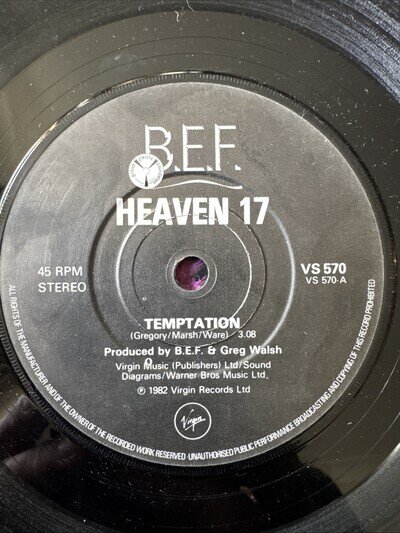 B.E.F.
HEAVEN 17
45 RPM
STEREO
VS 570
VS 570-A
TEMPTATION
(Gregory/Marsh/Ware) 3.08
Produced by B.E.F. & Greg Walsh
Virgin Music (Publishers) Ltd/Sound
Diagrams/Warner Bros Music Ltd.
℗ 1982 Virgin Records Ltd
Virgin
ALL RIGHTS OF THE MANUFACTURER AND OF THE OWNER OF THE RECORDED WORK RESERVED UNAUTHORISED PUBLIC PERFORMANCE BROADCASTING AND COPYING OF THIS RECORD PROHIBITED